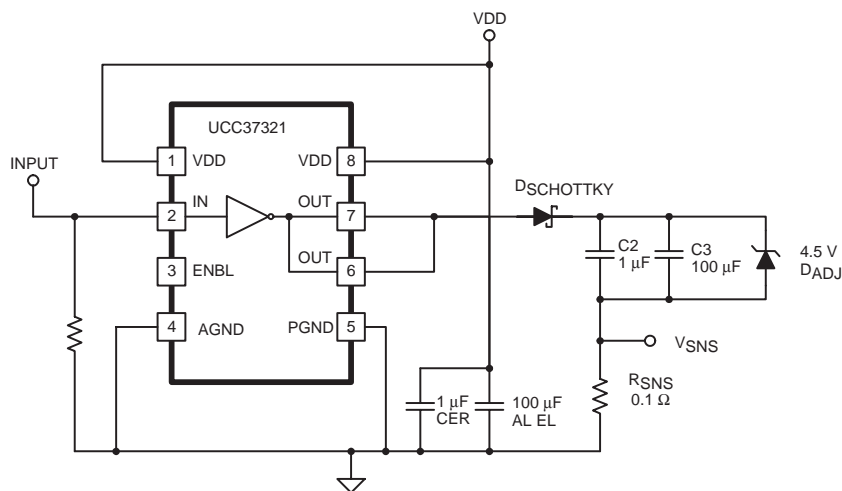 VDD
UCC37321
INPUT
1
VDD
VDD
8
DSCHOTTKY
2
IN
OUT
7
C2
1 μF
C3
100 μF
4.5 V
DADJ
3
ENBL
OUT
6
4
AGND
PGND
5
VSNS
RSNS
0.1 Ω
1 μF
CER
100 μF
AL EL